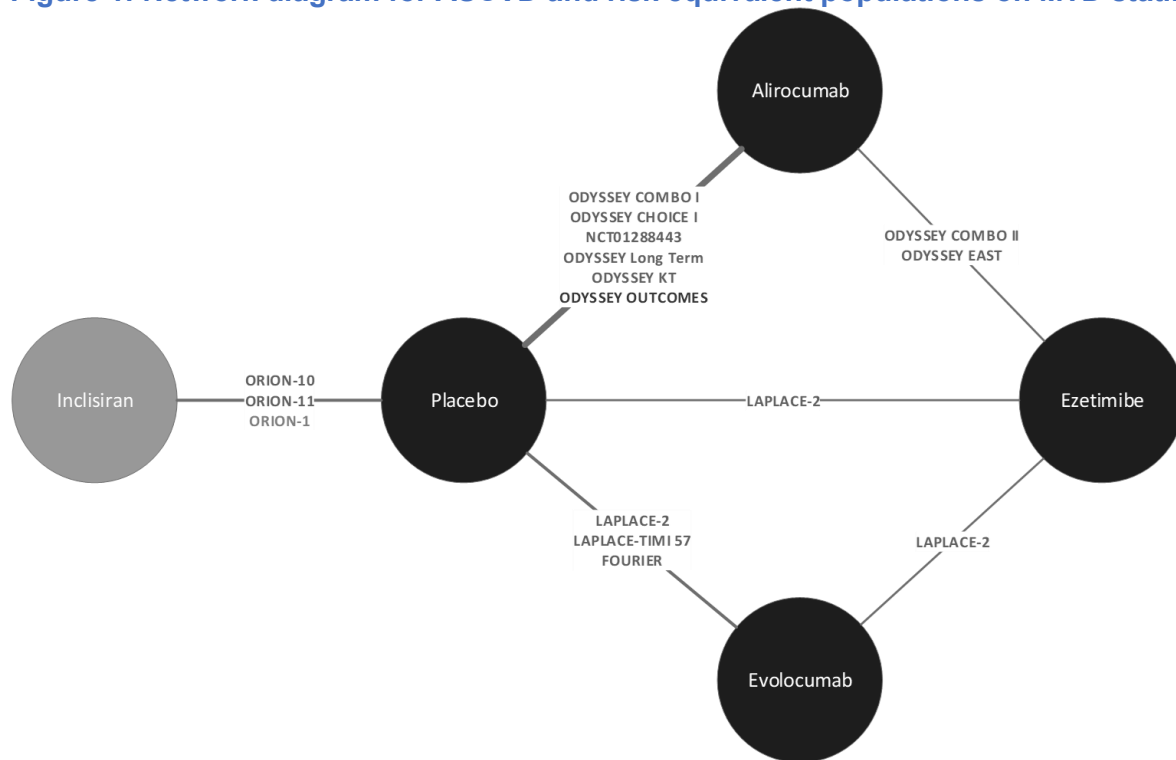 Alirocumab
ODYSSEY COMBO I
ODYSSEY CHOICE I
NCT01288443
ODYSSEY Long Term
ODYSSEY KT
ODYSSEY OUTCOMES
ODYSSEY COMBO II
ODYSSEY EAST
Inclisiran
ORION-10
ORION-11
ORION-1
Placebo
LAPLACE-2
Ezetimibe
LAPLACE-2
LAPLACE-TIMI 57
FOURIER
LAPLACE-2
Evolocumab